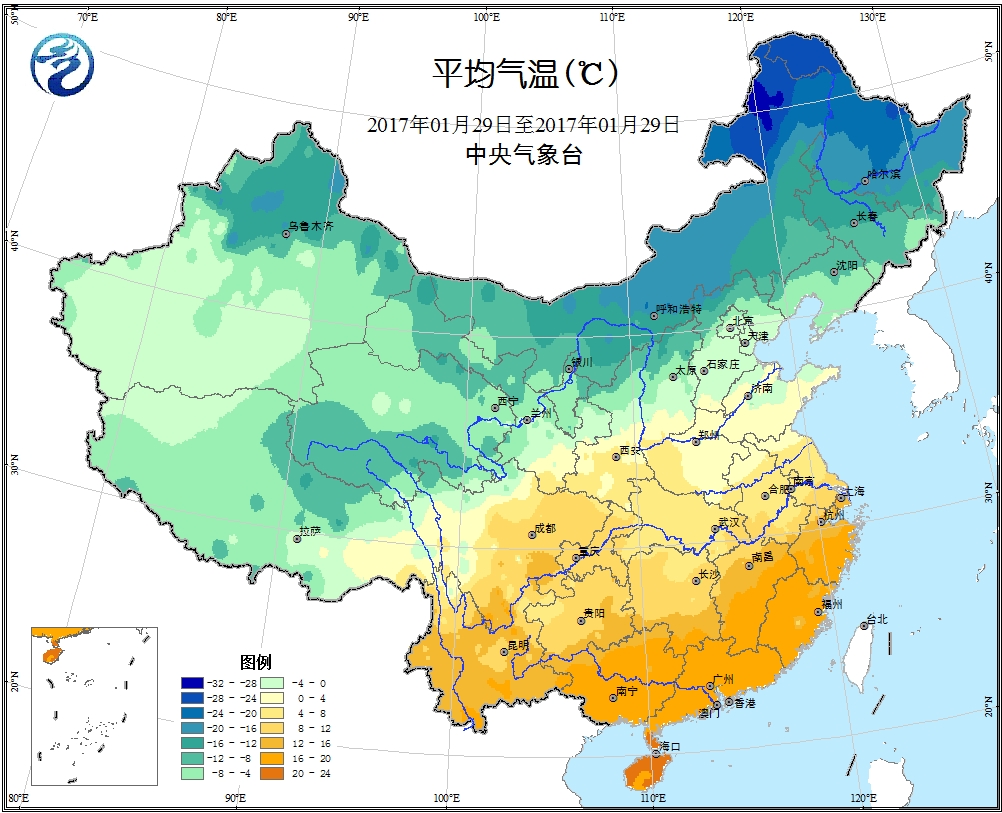 50°N
70°E
80°E
90°E
100°E
110°E
120°E
130°E
50°N
平均气温(℃)
2017年01月29日至2017年01月29日
中央气象台
哈尔滨
长春
乌鲁木齐
40°N
沈阳
40°N
呼和浩特
北京
天津
银川
石家庄
太原
济南
西宁
兰州
郑州
西安
30°N
30°N
南京
合肥
上海
杭州
武汉
成都
拉萨
重庆
南昌
长沙
福州
贵阳
台北
昆明
图例
20°N
广州
南宁
香港
澳门
20°N
-32 - -28
-4 - 0
-28 - -24
0 - 4
-24 - -20
4 - 8
-20 - -16
8 - 12
-16 - -12
12 - 16
-12 - -8
16 - 20
-8 - -4
20 - 24
海口
80°E
90°E
100°E
110°E
120°E